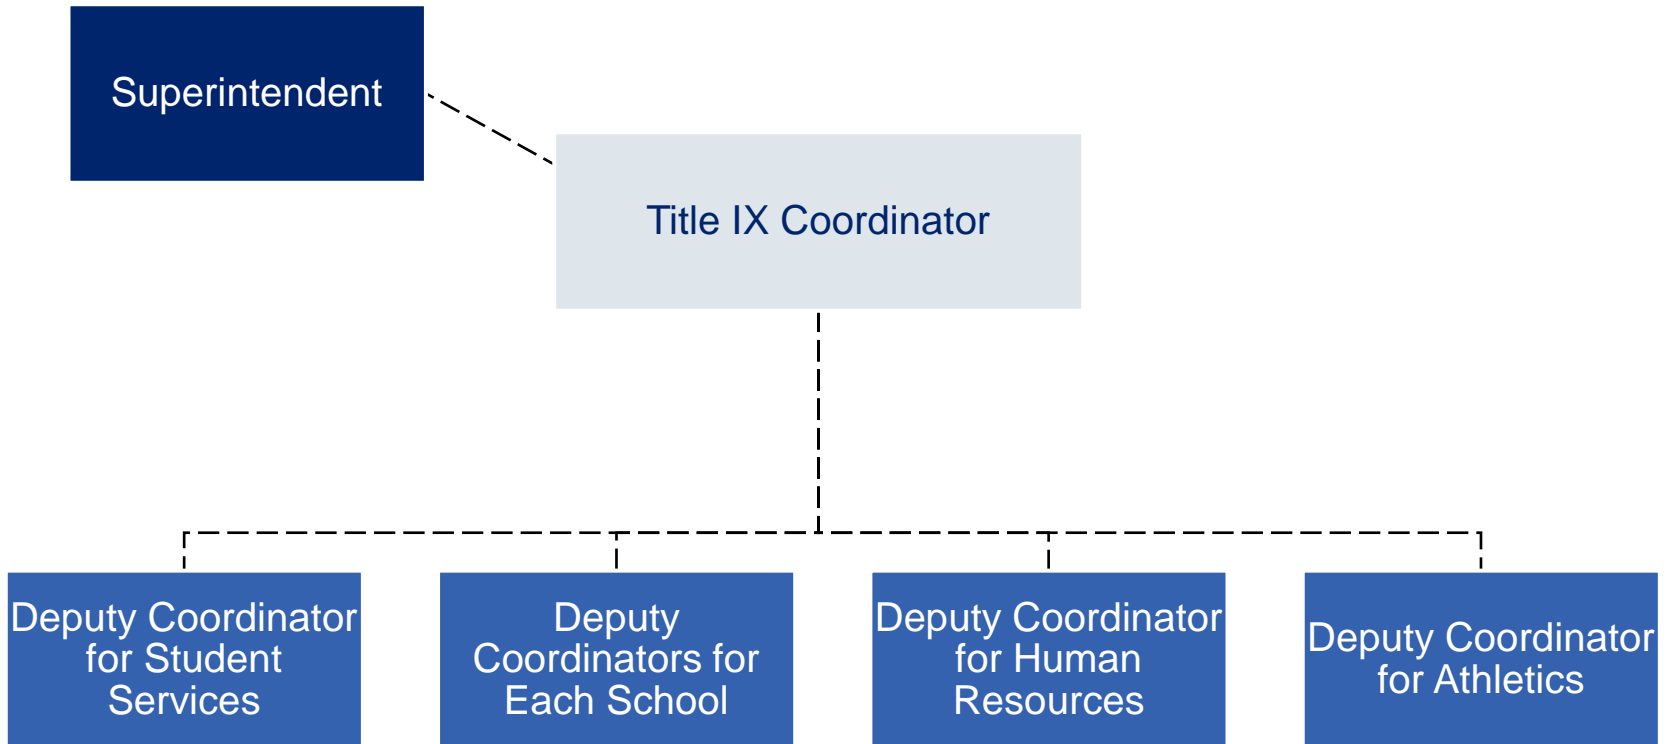 Superintendent
Title IX Coordinator
Deputy Coordinator
for Student
Services
Deputy
Coordinators for
Each School
Deputy Coordinator
for Human
Resources
Deputy Coordinator
for Athletics